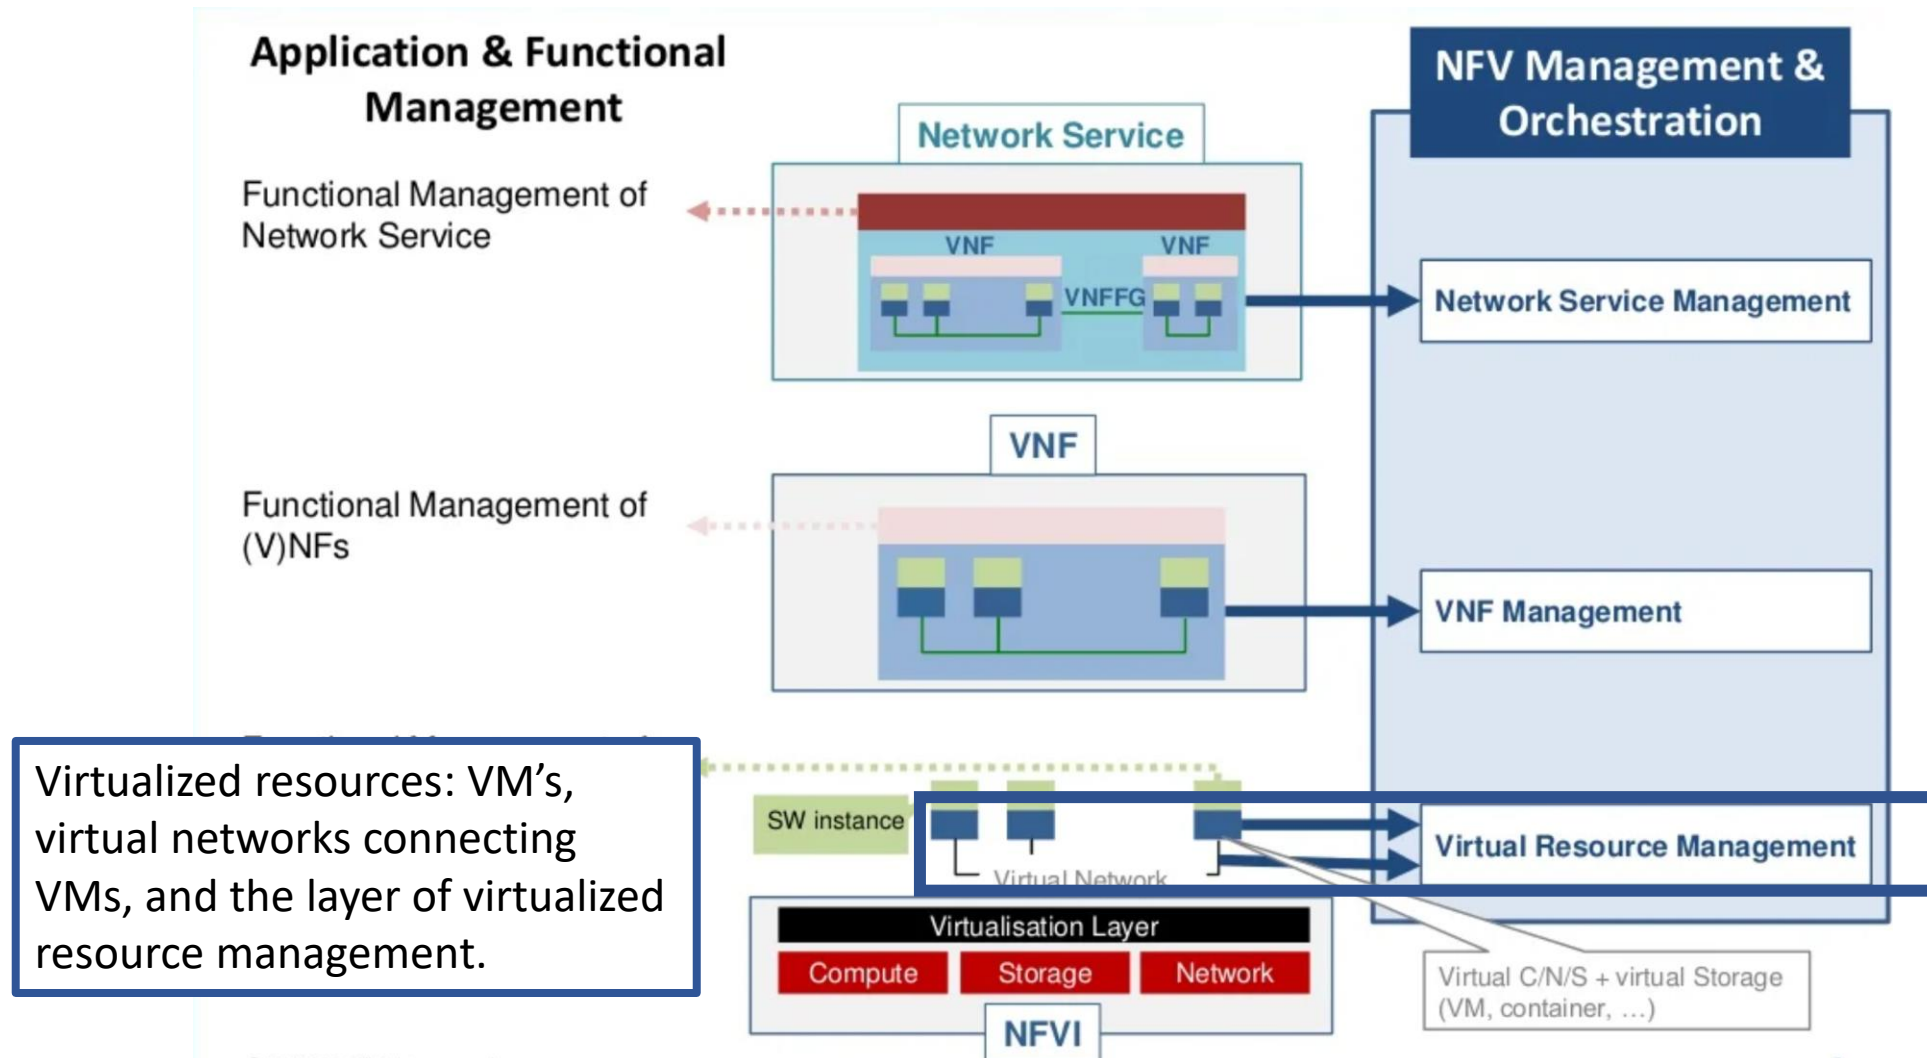 Application & Functional
Management
NFV Management &
Orchestration
Network Service
Functional Management of
Network Service
VNF
VNF
VNFFG
Network Service Management
VNF
Functional Management of
(V)NFs
VNF Management
Virtualized resources: VM’s,
virtual networks connecting
VMs, and the layer of virtualized
resource management.
SW instance
Virtual Network
Virtual Resource Management
Virtualisation Layer
Compute
Storage
Network
NFVI
Virtual C/N/S + virtual Storage
(VM, container, ...)